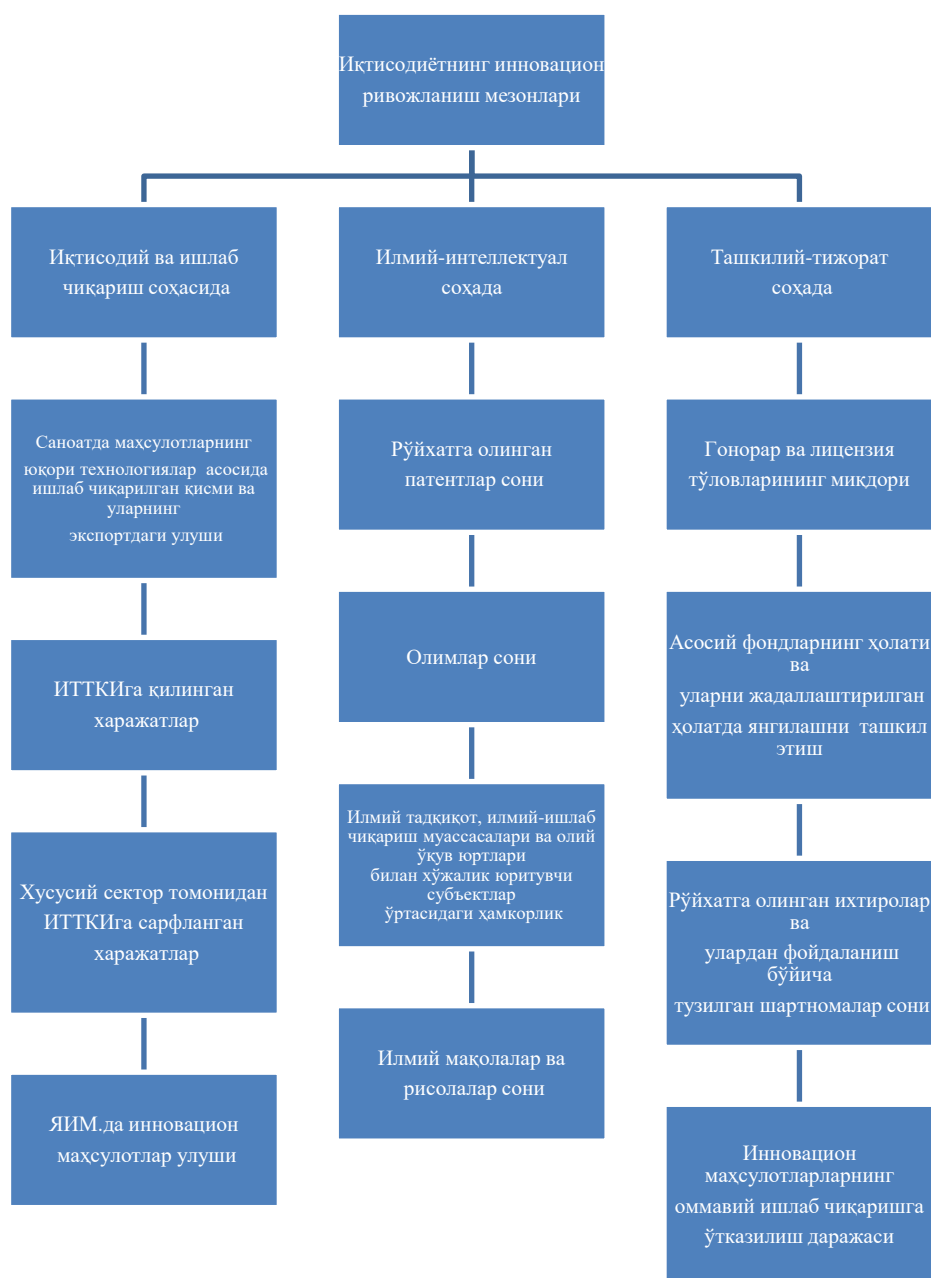 Иқтисодиётнинг инновацион
ривожланиш мезонлари
Иқтисодий ва ишлаб
чиқариш соҳасида
Саноатда маҳсулотларнинг
юқори технологиялар асосида
ишлаб чиқарилган қисми ва
уларнинг
экспортдаги улуши
ИТТКИга қилинган
харажатлар
Хусусий сектор томонидан
ИТТКИга сарфланган
харажатлар
ЯИМ.да инновацион
маҳсулотлар улуши
Илмий-интеллектуал
соҳада
Рўйхатга олинган
патентлар сони
Олимлар сони
Илмий тадқиқот, илмий-ишлаб
чиқариш муассасалари ва олий
ўқув юртлари
билан хўжалик юритувчи
субъектлар
ўртасидаги ҳамкорлик
Илмий мақолалар ва
рисолалар сони
Ташкилий-тижорат
соҳада
Гонорар ва лицензия
тўловларининг миқдори
Асосий фондларнинг ҳолати
ва
уларни жадаллаштирилган
ҳолатда янгилашни ташкил
этиш
Рўйхатга олинган ихтиролар
ва
улардан фойдаланиш
бўйича
тузилган шартномалар сони
Инновацион
маҳсулотларларнинг
оммавий ишлаб чиқаришга
ўтказилиш даражаси